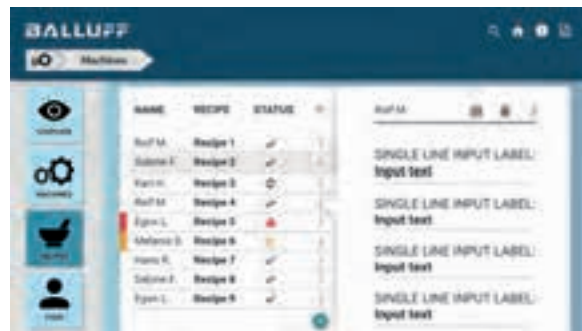 BALLUFF
Machines
NAME RECIPE STATUS
Rolf M. Recipe 1
Sabine F. Recipe 2
Karl H. Recipe 3
Rolf M. Recipe 4
Egon L. Recipe 5
Melanie B. Recipe 6
Hans R. Recipe 7
Sabine F. Recipe 8
Egon L. Recipe 9
Rolf M.
SINGLE LINE INPUT LABEL:
Input text
SINGLE LINE INPUT LABEL:
Input text
SINGLE LINE INPUT LABEL:
Input text
SINGLE LINE INPUT LABEL:
Input text
MACHINES